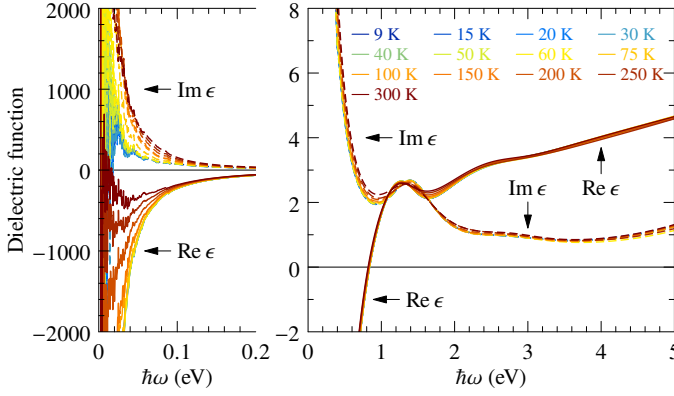 Dielectric function
2000
1000
0
−1000
−2000
Im ϵ
Re ϵ
0 0.1 0.2
ħω (eV)
8
6
4
2
0
−2
9 K 15 K 20 K 30 K
40 K 50 K 60 K 75 K
100 K 150 K 200 K 250 K
300 K
Im ϵ
Im ϵ
Re ϵ
Re ϵ
0 1 2 3 4 5
ħω (eV)